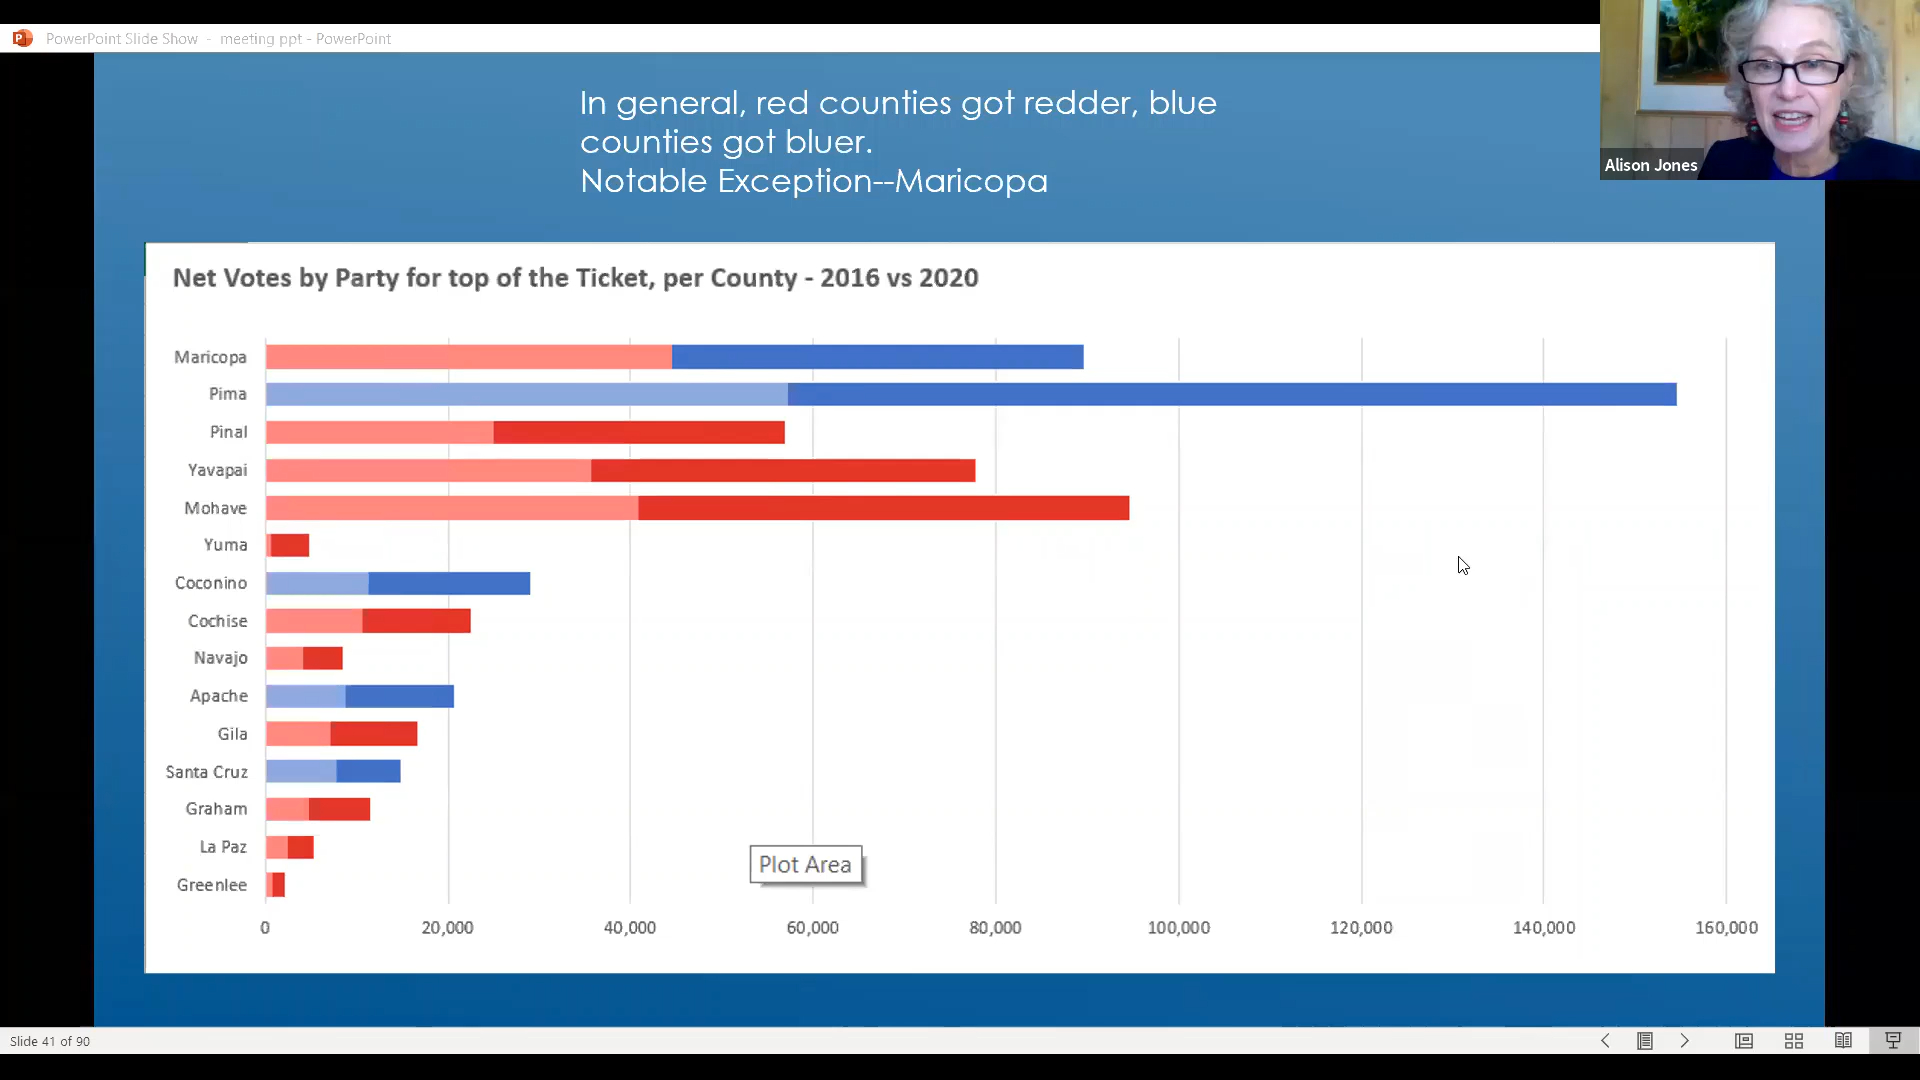 PowerPoint Slide Show - meeting ppt - PowerPoint
Alison Jones
In general, red counties got redder, blue
counties got bluer.
Notable Exception--Maricopa
Net Votes by Party for top of the Ticket, per County - 2016 vs 2020
Maricopa
Pima
Pinal
Yavapai
Mohave
Yuma
Coconino
Cochise
Navajo
Apache
Gila
Santa Cruz
Graham
La Paz
Greenlee
Plot Area
0 20,000 40,000 60,000 80,000 100,000 120,000 140,000 160,000
Slide 41 of 90